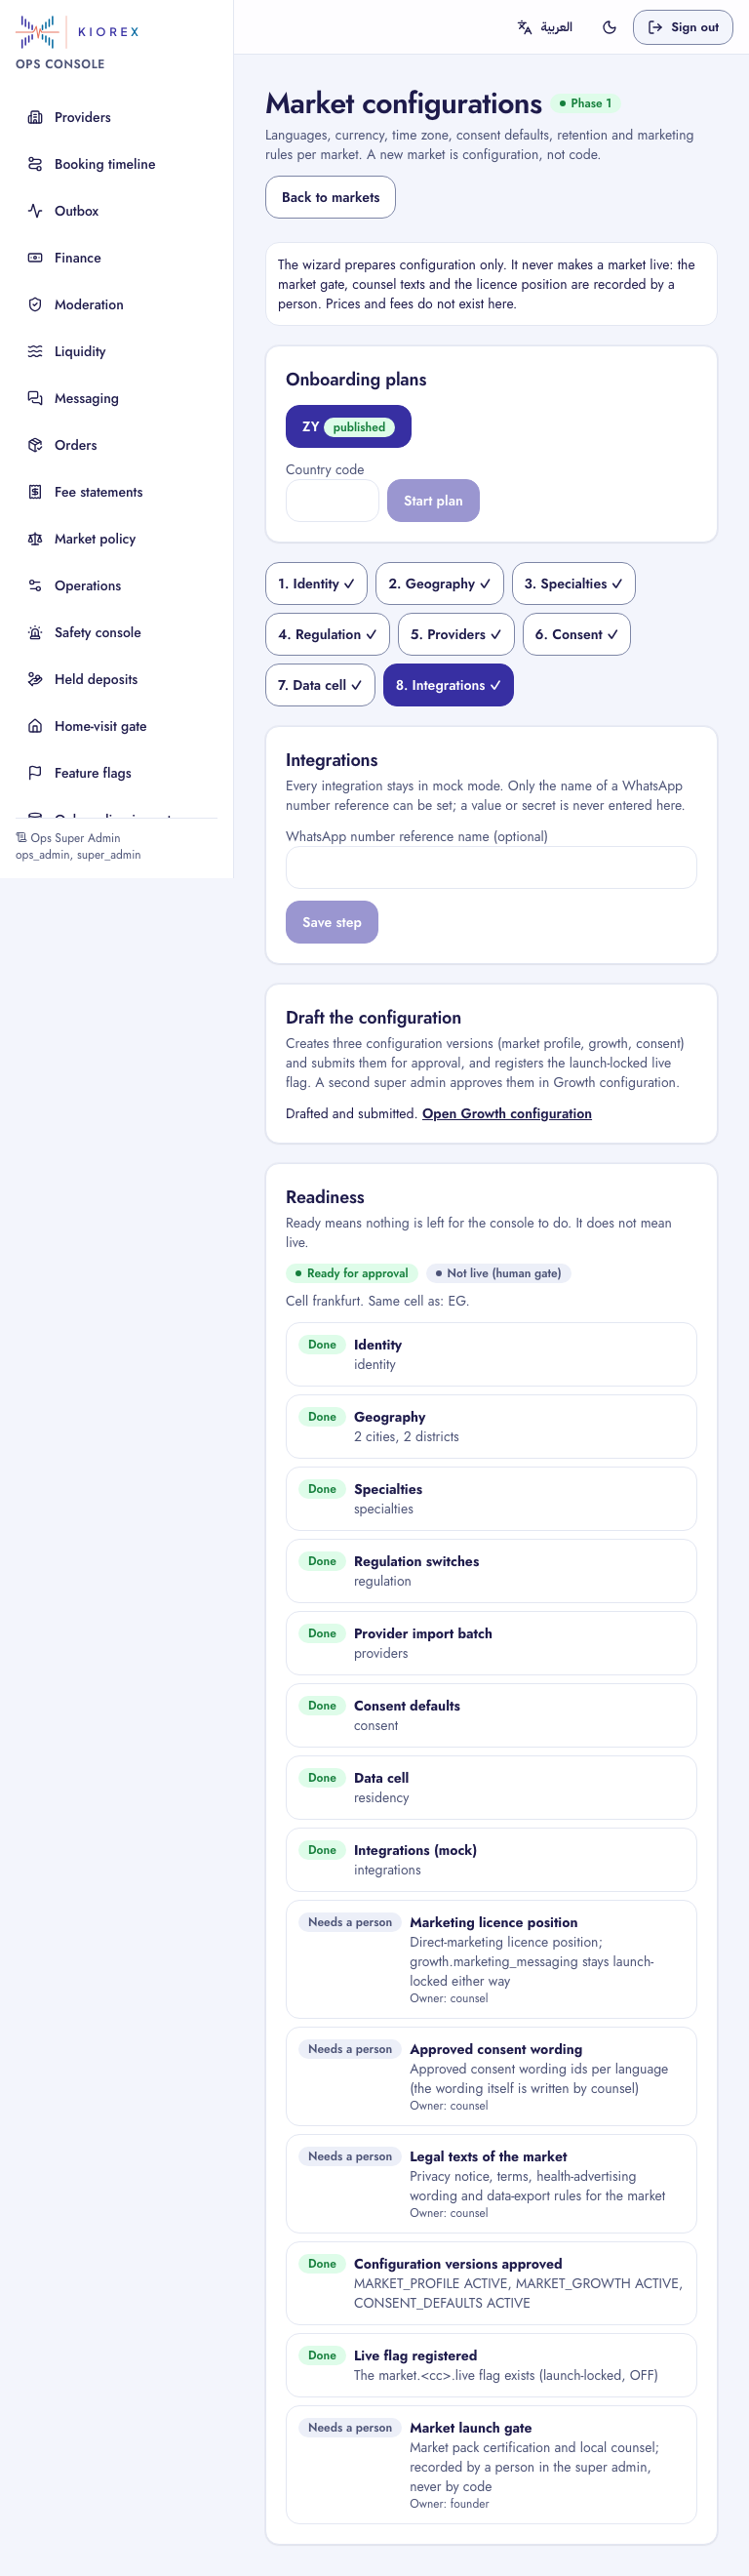 KIOREX
OPS CONSOLE
Providers
Booking timeline
Outbox
Finance
Moderation
Liquidity
Messaging
Orders
Fee statements
Market policy
Operations
Safety console
Held deposits
Home-visit gate
Feature flags
Ops Super Admin
ops_admin, super_admin
العربية
Sign out
Market configurations
Phase 1
Languages, currency, time zone, consent defaults, retention and marketing
rules per market. A new market is configuration, not code.
Back to markets
The wizard prepares configuration only. It never makes a market live: the
market gate, counsel texts and the licence position are recorded by a
person. Prices and fees do not exist here.
Onboarding plans
ZY published
Country code
Start plan
1. Identity ✓
2. Geography ✓
3. Specialties ✓
4. Regulation ✓
5. Providers ✓
6. Consent ✓
7. Data cell ✓
8. Integrations ✓
Integrations
Every integration stays in mock mode. Only the name of a WhatsApp
number reference can be set; a value or secret is never entered here.
WhatsApp number reference name (optional)
Save step
Draft the configuration
Creates three configuration versions (market profile, growth, consent)
and submits them for approval, and registers the launch-locked live
flag. A second super admin approves them in Growth configuration.
Drafted and submitted. Open Growth configuration
Readiness
Ready means nothing is left for the console to do. It does not mean
live.
Ready for approval
Not live (human gate)
Cell frankfurt. Same cell as: EG.
Done
Identity
identity
Done
Geography
2 cities, 2 districts
Done
Specialties
specialties
Done
Regulation switches
regulation
Done
Provider import batch
providers
Done
Consent defaults
consent
Done
Data cell
residency
Done
Integrations (mock)
integrations
Needs a person
Marketing licence position
Direct-marketing licence position;
growth.marketing_messaging stays launch-
locked either way
Owner: counsel
Needs a person
Approved consent wording
Approved consent wording ids per language
(the wording itself is written by counsel)
Owner: counsel
Needs a person
Legal texts of the market
Privacy notice, terms, health-advertising
wording and data-export rules for the market
Owner: counsel
Done
Configuration versions approved
MARKET_PROFILE ACTIVE, MARKET_GROWTH ACTIVE,
CONSENT_DEFAULTS ACTIVE
Done
Live flag registered
The market.<cc>.live flag exists (launch-locked, OFF)
Needs a person
Market launch gate
Market pack certification and local counsel;
recorded by a person in the super admin,
never by code
Owner: founder